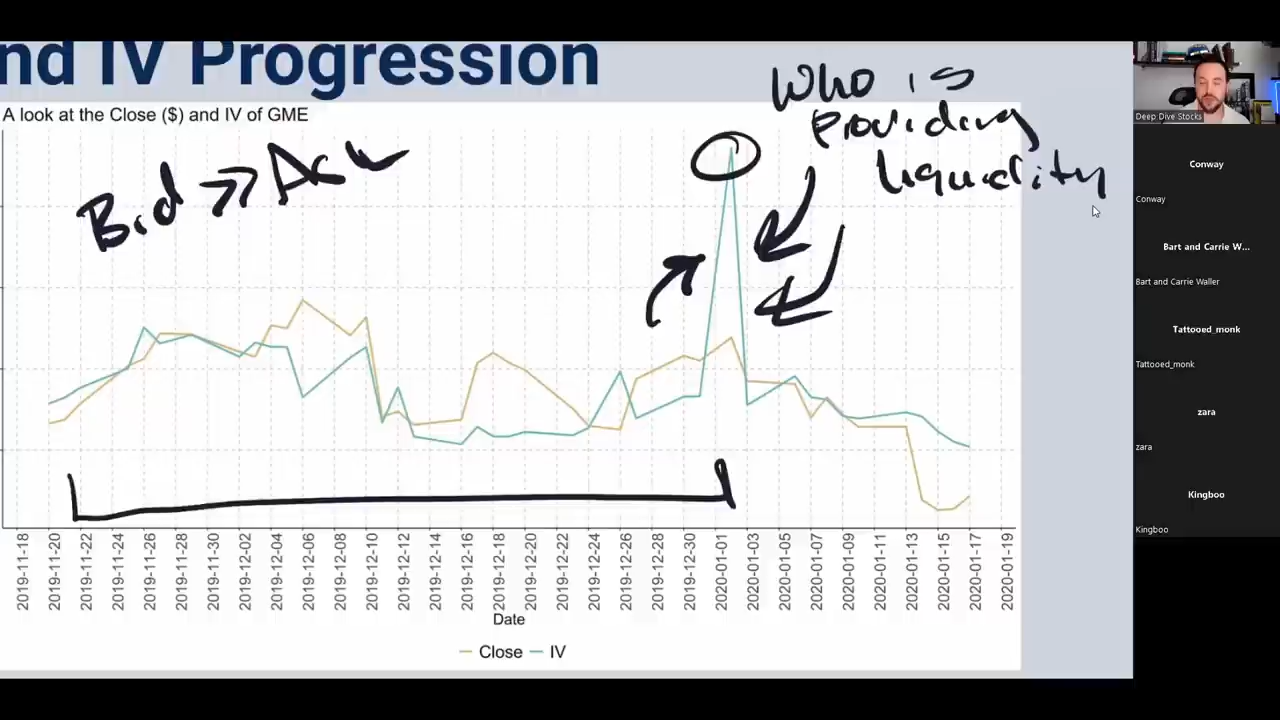 nd IV Progression
A look at the Close ($) and IV of GME
Bid >> Ask
Who is
Providing
liquidity
2019-11-18
2019-11-20
2019-11-22
2019-11-24
2019-11-26
2019-11-28
2019-11-30
2019-12-02
2019-12-04
2019-12-06
2019-12-08
2019-12-10
2019-12-12
2019-12-14
2019-12-16
2019-12-18
2019-12-20
2019-12-22
2019-12-24
2019-12-26
2019-12-28
2019-12-30
2020-01-01
2020-01-03
2020-01-05
2020-01-07
2020-01-09
2020-01-11
2020-01-13
2020-01-15
2020-01-17
2020-01-19
Date
Close IV
Deep Dive Stocks
Conway
Conway
Bart and Carrie W...
Bart and Carrie Waller
Tattooed_monk
Tattooed_monk
zara
zara
Kingboo
Kingboo